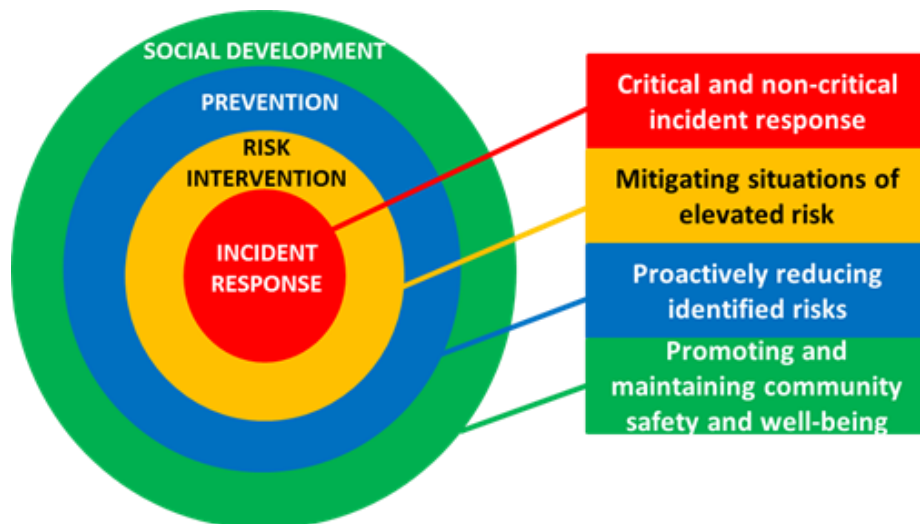 SOCIAL DEVELOPMENT
PREVENTION
RISK
INTERVENTION
INCIDENT
RESPONSE
Critical and non-critical
incident response
Mitigating situations of
elevated risk
Proactively reducing
identified risks
Promoting and
maintaining community
safety and well-being